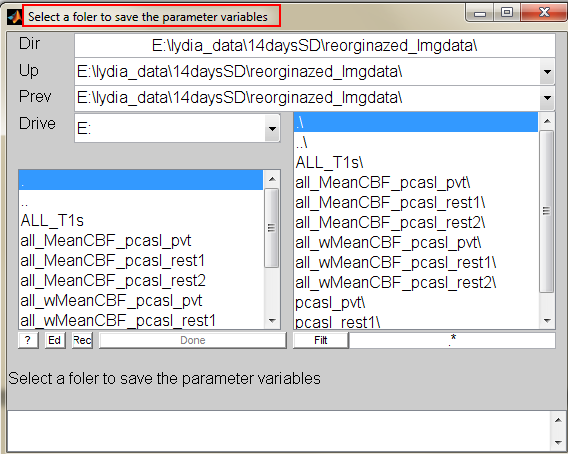 Select a foler to save the parameter variables
Dir E:\lydia_data\14daysSD\reorginazed_Imgdata\
Up E:\lydia_data\14daysSD\reorginazed_Imgdata\
Prev E:\lydia_data\14daysSD\reorginazed_Imgdata\
Drive E:
.
..
ALL_T1s
all_MeanCBF_pcasl_pvt
all_MeanCBF_pcasl_rest1
all_MeanCBF_pcasl_rest2
all_wMeanCBF_pcasl_pvt
all_wMeanCBF_pcasl_rest1
.\
..\
ALL_T1s\
all_MeanCBF_pcasl_pvt\
all_MeanCBF_pcasl_rest1\
all_MeanCBF_pcasl_rest2\
all_wMeanCBF_pcasl_pvt\
all_wMeanCBF_pcasl_rest1\
all_wMeanCBF_pcasl_rest2\
pcasl_pvt\
pcasl_rest1\
? Ed Rec Done Filt .*
Select a foler to save the parameter variables